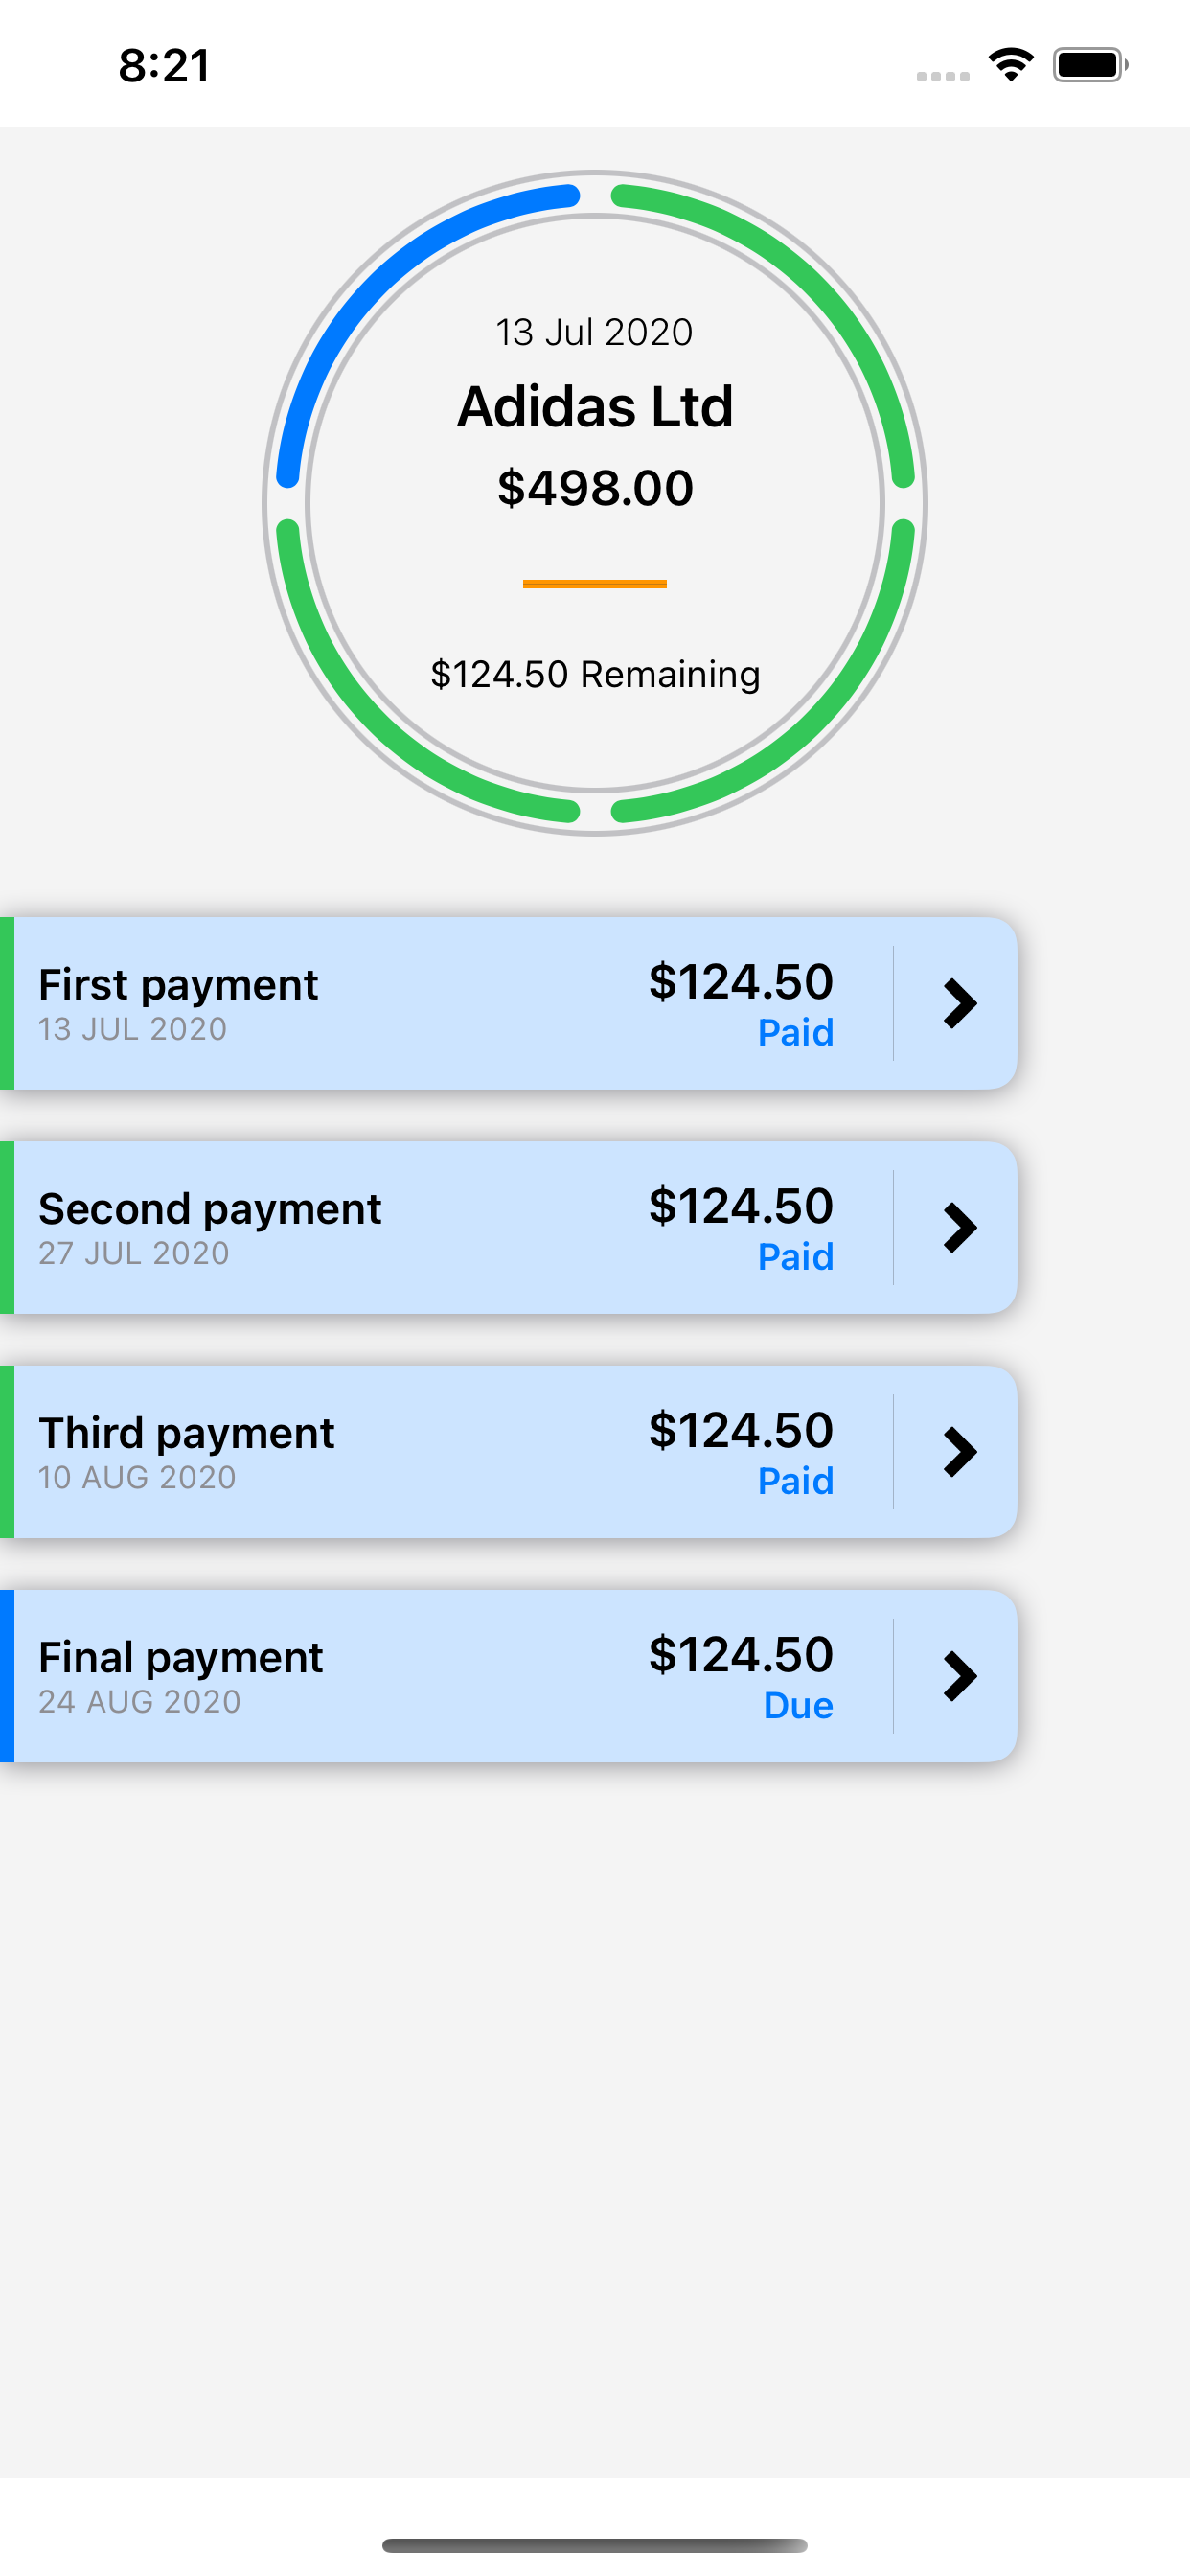 8:21
13 Jul 2020
Adidas Ltd
$498.00
$124.50 Remaining
First payment
$124.50
13 JUL 2020
Paid
Second payment
$124.50
27 JUL 2020
Paid
Third payment
$124.50
10 AUG 2020
Paid
Final payment
$124.50
24 AUG 2020
Due